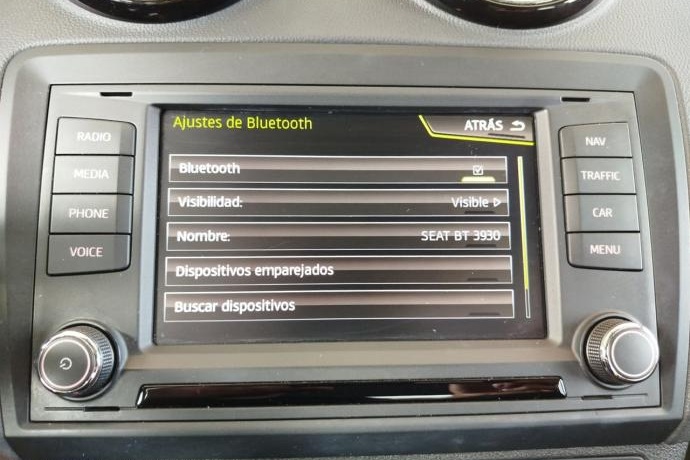 Ajustes de Bluetooth
ATRÁS
Bluetooth
Visibilidad: Visible
Nombre: SEAT BT 3930
Dispositivos emparejados
Buscar dispositivos
RADIO
MEDIA
PHONE
VOICE
NAV
TRAFFIC
CAR
MENU